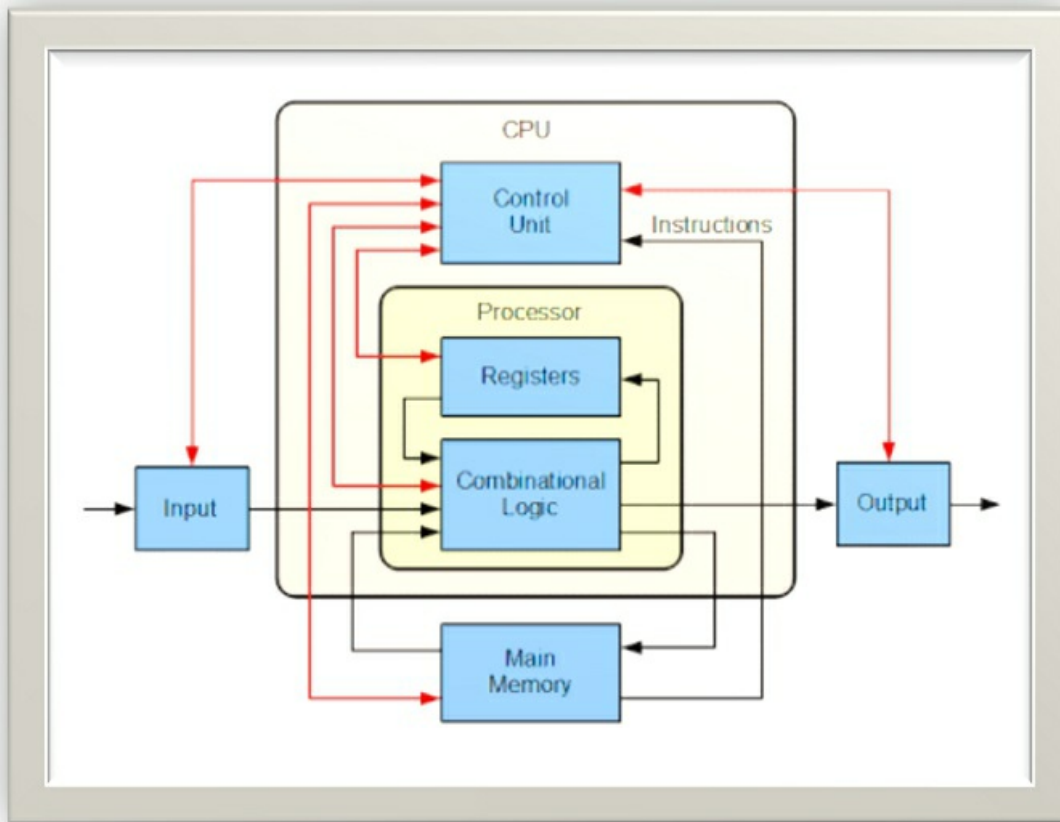 CPU
Control
Unit
Instructions
Processor
Registers
Combinational
Logic
Input
Output
Main
Memory